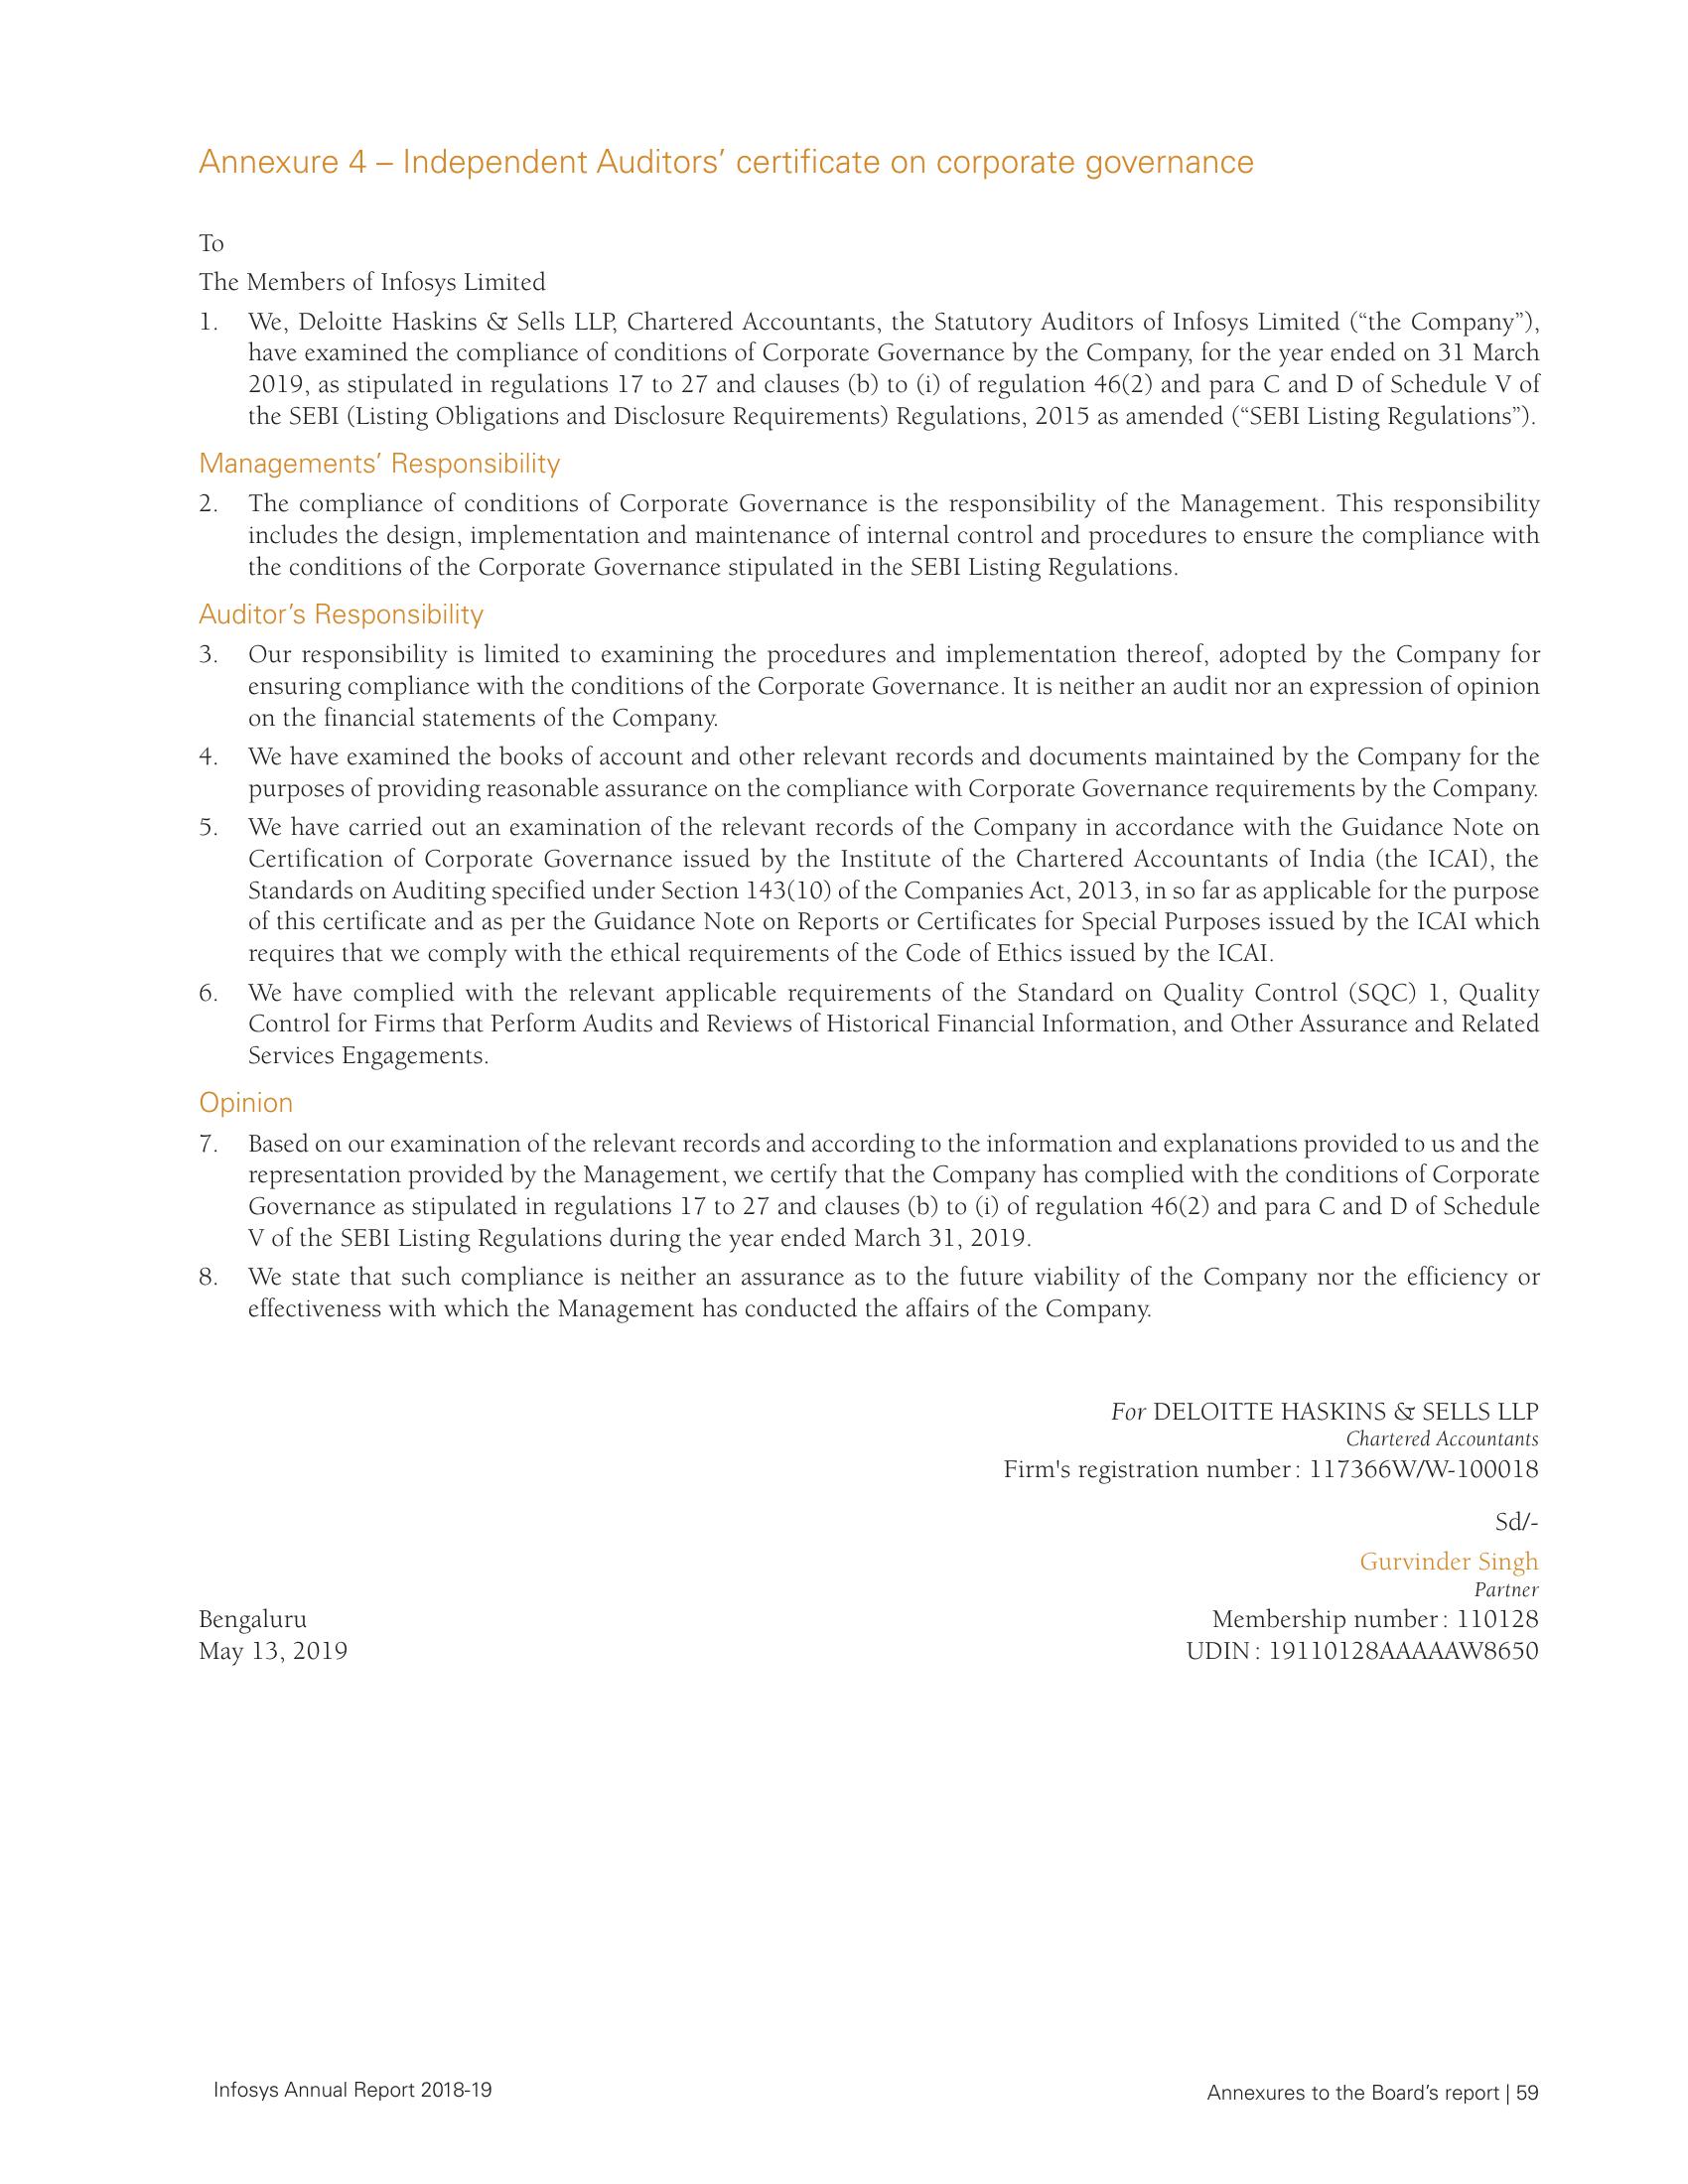 Annexure 4 – Independent Auditors’ certificate on corporate governance
To
The Members of Infosys Limited
1. We, Deloitte Haskins & Sells LLP, Chartered Accountants, the Statutory Auditors of Infosys Limited (“the Company”),
have examined the compliance of conditions of Corporate Governance by the Company, for the year ended on 31 March
2019, as stipulated in regulations 17 to 27 and clauses (b) to (i) of regulation 46(2) and para C and D of Schedule V of
the SEBI (Listing Obligations and Disclosure Requirements) Regulations, 2015 as amended (“SEBI Listing Regulations”).
Managements’ Responsibility
2. The compliance of conditions of Corporate Governance is the responsibility of the Management. This responsibility
includes the design, implementation and maintenance of internal control and procedures to ensure the compliance with
the conditions of the Corporate Governance stipulated in the SEBI Listing Regulations.
Auditor’s Responsibility
3. Our responsibility is limited to examining the procedures and implementation thereof, adopted by the Company for
ensuring compliance with the conditions of the Corporate Governance. It is neither an audit nor an expression of opinion
on the financial statements of the Company.
4. We have examined the books of account and other relevant records and documents maintained by the Company for the
purposes of providing reasonable assurance on the compliance with Corporate Governance requirements by the Company.
5. We have carried out an examination of the relevant records of the Company in accordance with the Guidance Note on
Certification of Corporate Governance issued by the Institute of the Chartered Accountants of India (the ICAI), the
Standards on Auditing specified under Section 143(10) of the Companies Act, 2013, in so far as applicable for the purpose
of this certificate and as per the Guidance Note on Reports or Certificates for Special Purposes issued by the ICAI which
requires that we comply with the ethical requirements of the Code of Ethics issued by the ICAI.
6. We have complied with the relevant applicable requirements of the Standard on Quality Control (SQC) 1, Quality
Control for Firms that Perform Audits and Reviews of Historical Financial Information, and Other Assurance and Related
Services Engagements.
Opinion
7. Based on our examination of the relevant records and according to the information and explanations provided to us and the
representation provided by the Management, we certify that the Company has complied with the conditions of Corporate
Governance as stipulated in regulations 17 to 27 and clauses (b) to (i) of regulation 46(2) and para C and D of Schedule
V of the SEBI Listing Regulations during the year ended March 31, 2019.
8. We state that such compliance is neither an assurance as to the future viability of the Company nor the efficiency or
effectiveness with which the Management has conducted the affairs of the Company.
For DELOITTE HASKINS & SELLS LLP
Chartered Accountants
Firm's registration number : 117366W/W-100018
Sd/-
Gurvinder Singh
Partner
Bengaluru Membership number : 110128
May 13, 2019 UDIN : 19110128AAAAAW8650
Infosys Annual Report 2018-19 Annexures to the Board’s report | 59